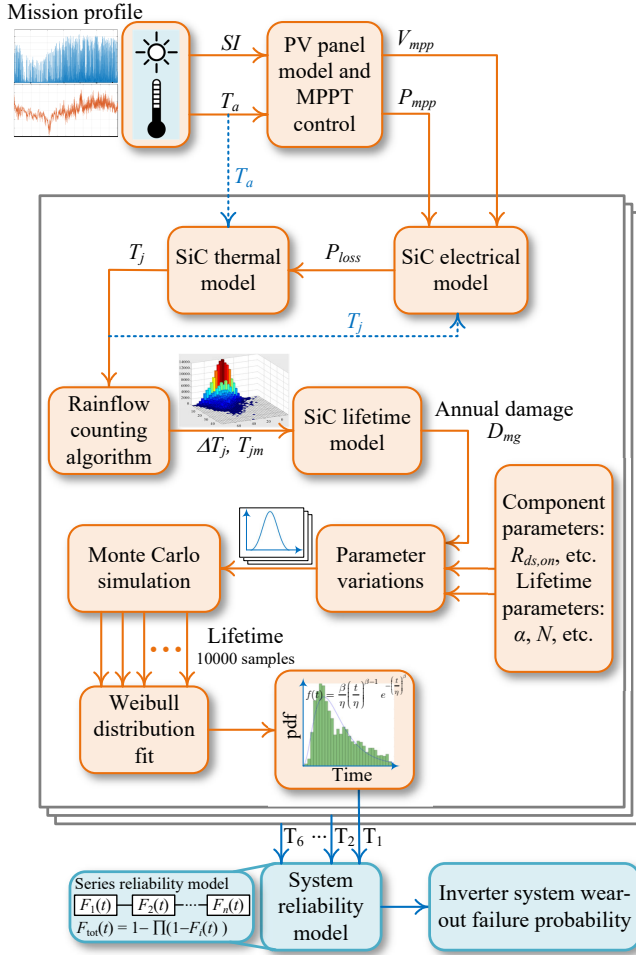 Mission profile
SI
T_a
PV panel
model and
MPPT
control
V_mpp
P_mpp
T_a
T_j
SiC thermal
model
P_loss
SiC electrical
model
T_j
Rainflow
counting
algorithm
ΔT_j, T_jm
SiC lifetime
model
Annual damage
D_mg
Component
parameters:
R_ds,on, etc.
Lifetime
parameters:
α, N, etc.
Monte Carlo
simulation
Parameter
variations
Lifetime
10000 samples
Weibull
distribution
fit
f(t) = β/η (t/η)^(β−1) e^(−(t/η)^β)
pdf
Time
T_6 ··· T_2 T_1
Series reliability model
F_1(t) F_2(t) ····· F_n(t)
F_tot(t) = 1− ∏(1−F_i(t) )
System
reliability
model
Inverter system wear-
out failure probability